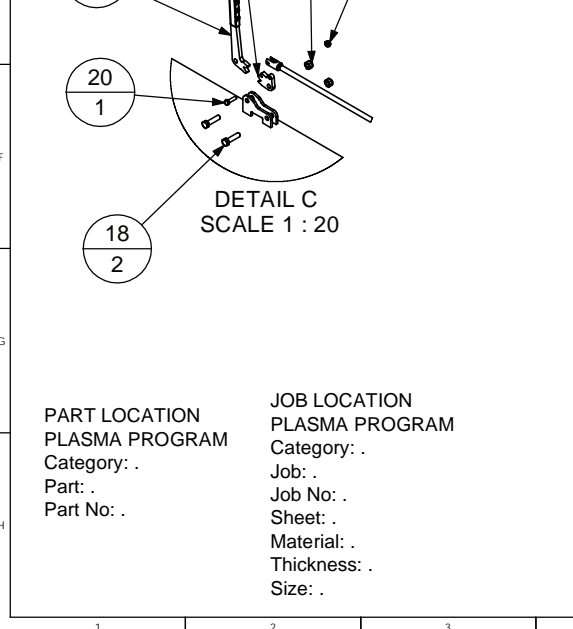 20
1
DETAIL C
SCALE 1 : 20
18
2
PART LOCATION
PLASMA PROGRAM
Category: .
Part: .
Part No: .
JOB LOCATION
PLASMA PROGRAM
Category: .
Job: .
Job No: .
Sheet: .
Material: .
Thickness: .
Size: .
G
H
1
2
3